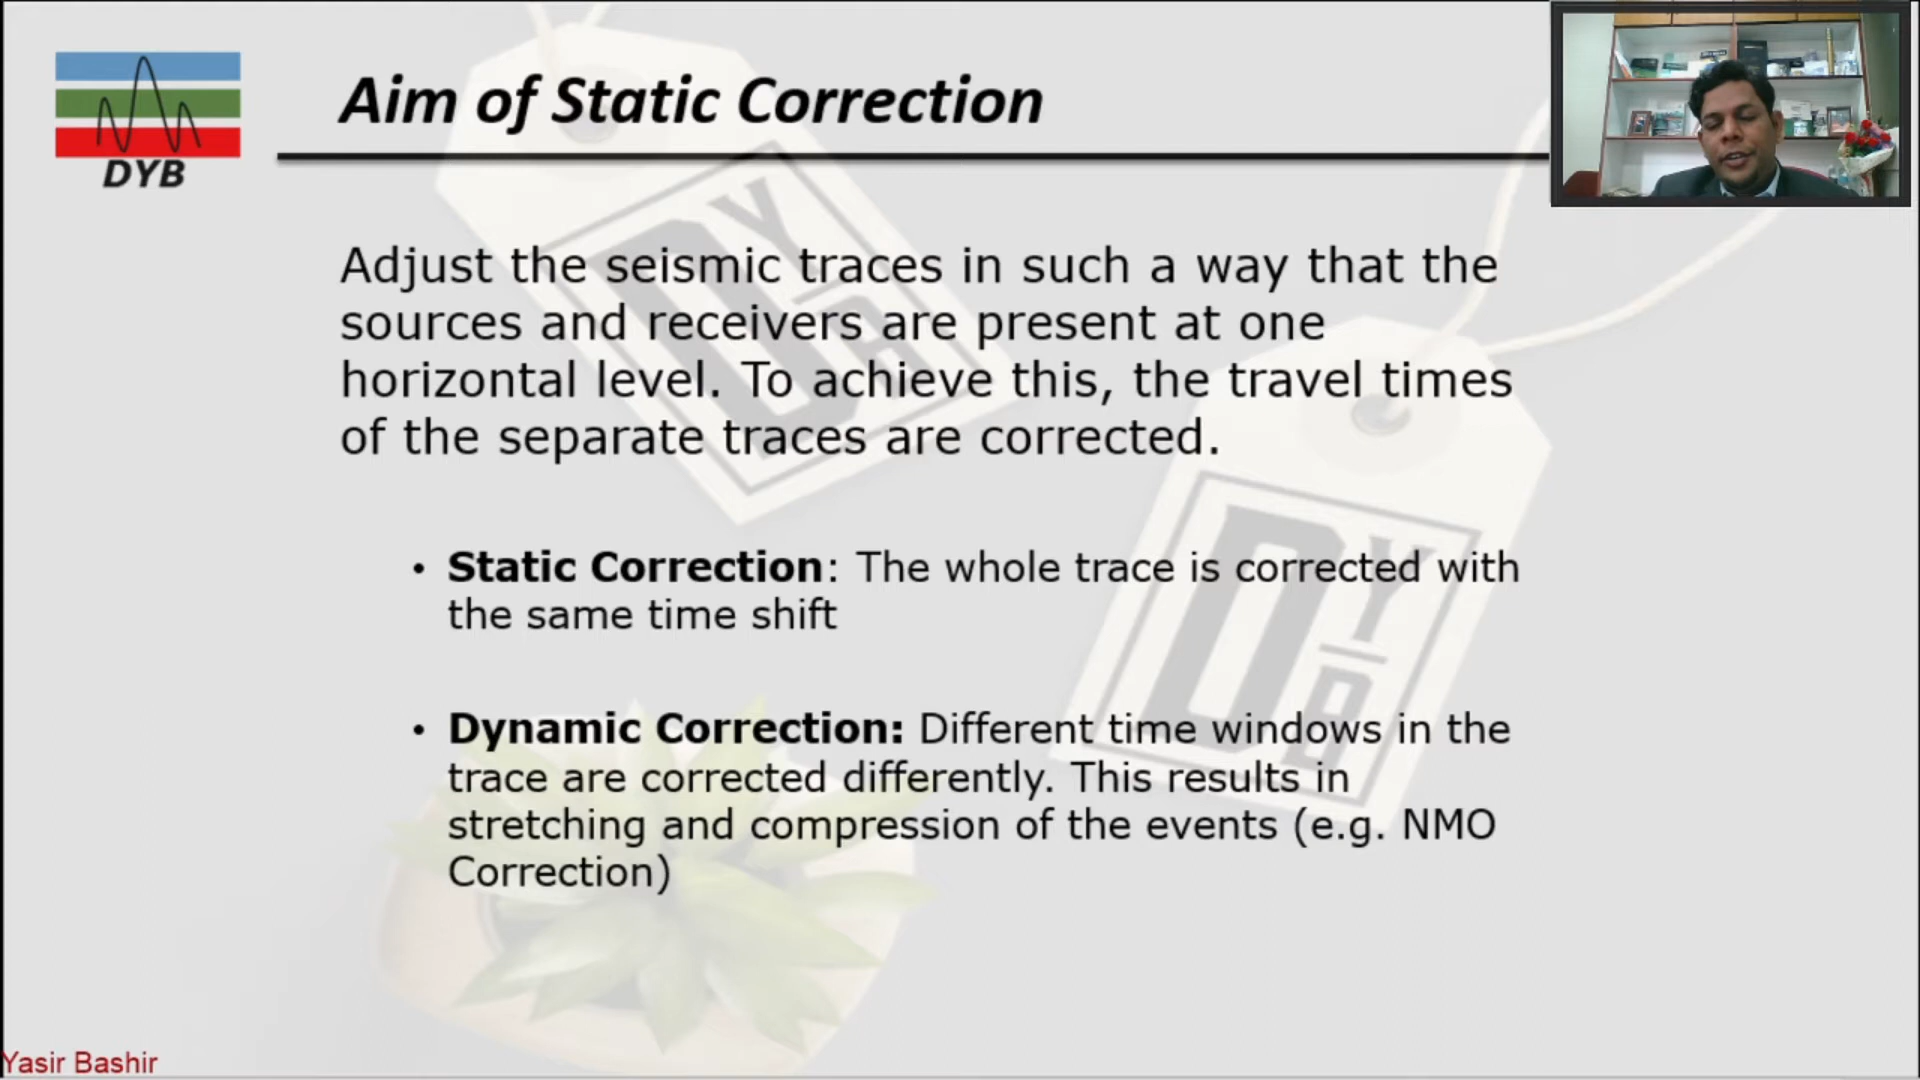 DYB
Aim of Static Correction
Adjust the seismic traces in such a way that the
sources and receivers are present at one
horizontal level. To achieve this, the travel times
of the separate traces are corrected.
• Static Correction: The whole trace is corrected with
the same time shift
• Dynamic Correction: Different time windows in the
trace are corrected differently. This results in
stretching and compression of the events (e.g. NMO
Correction)
DYB
DYB
Yasir Bashir